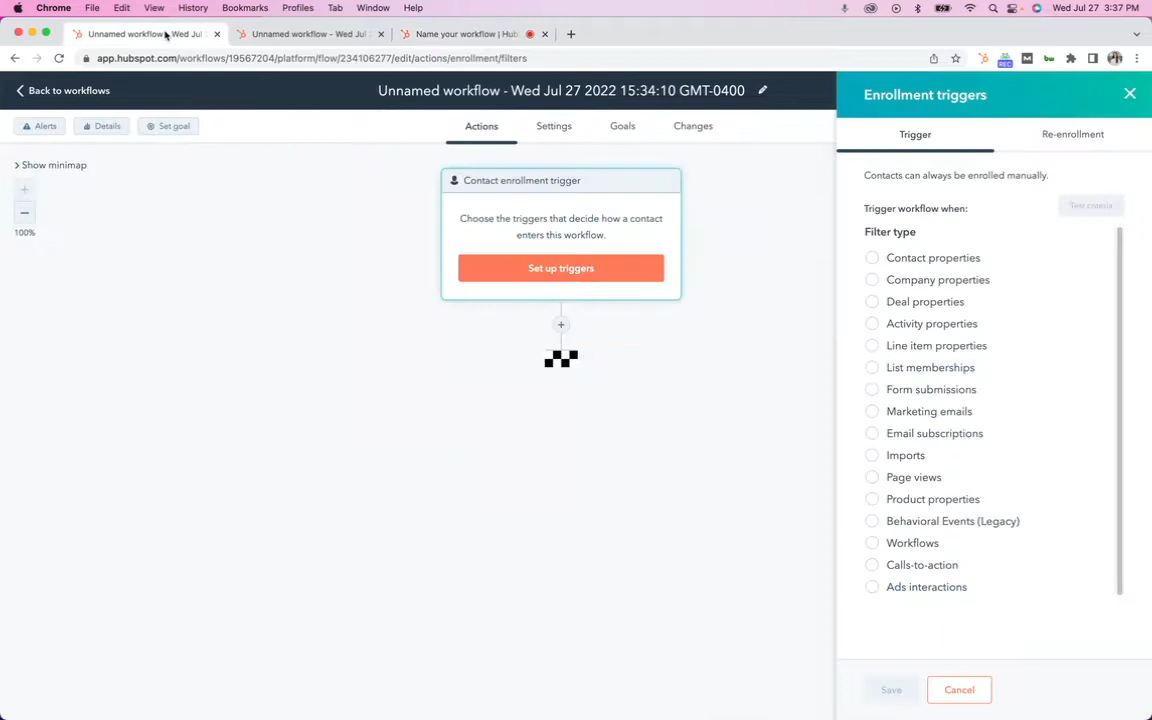 Chrome File Edit View History Bookmarks Profiles Tab Window Help Wed Jul 27 3:37 PM
Unnamed workflow - Wed Jul Unnamed workflow - Wed Jul Name your workflow | Hub
app.hubspot.com/workflows/19567204/platform/flow/234106277/edit/actions/enrollment/filters
REC
Back to workflows
Unnamed workflow - Wed Jul 27 2022 15:34:10 GMT-0400
Enrollment triggers
Alerts Details Set goal
Actions Settings Goals Changes
Trigger Re-enrollment
Show minimap
100%
Contact enrollment trigger
Choose the triggers that decide how a contact
enters this workflow.
Set up triggers
Contacts can always be enrolled manually.
Trigger workflow when:
Test criteria
Filter type
Contact properties
Company properties
Deal properties
Activity properties
Line item properties
List memberships
Form submissions
Marketing emails
Email subscriptions
Imports
Page views
Product properties
Behavioral Events (Legacy)
Workflows
Calls-to-action
Ads interactions
Save Cancel